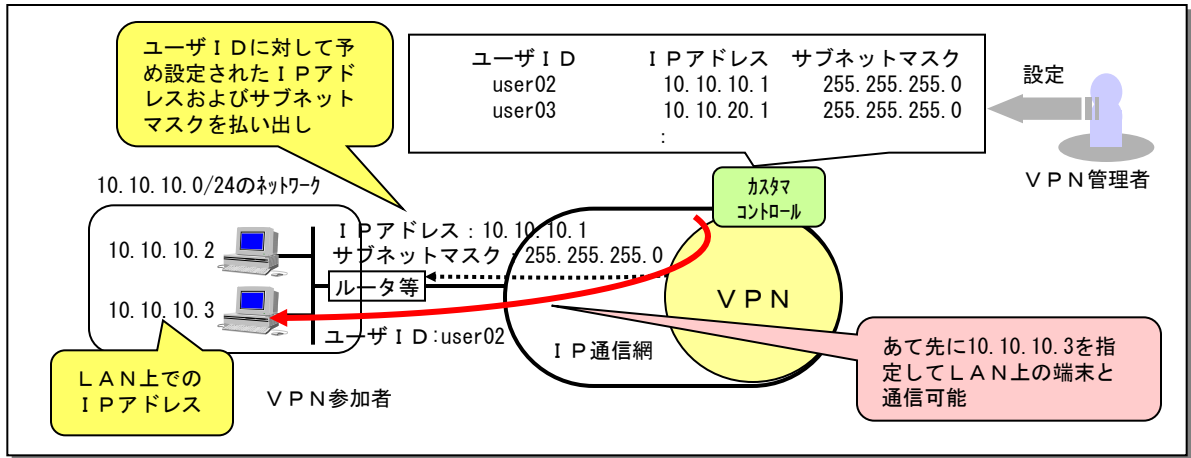 ユーザＩＤに対して予
め設定されたＩＰアド
レスおよびサブネット
マスクを払い出し
ユーザＩＤ ＩＰアドレス サブネットマスク
user02 10.10.10.1 255.255.255.0
user03 10.10.20.1 255.255.255.0
:
設定
ＶＰＮ管理者
カスタマ
コントロール
10.10.10.0/24のネットワーク
ＩＰアドレス：10.10.10.1
サブネットマスク：255.255.255.0
10.10.10.2
ルータ等
10.10.10.3
ユーザＩＤ:user02
ＶＰＮ
ＩＰ通信網
ＬＡＮ上での
ＩＰアドレス
ＶＰＮ参加者
あて先に10.10.10.3を指
定してＬＡＮ上の端末と
通信可能